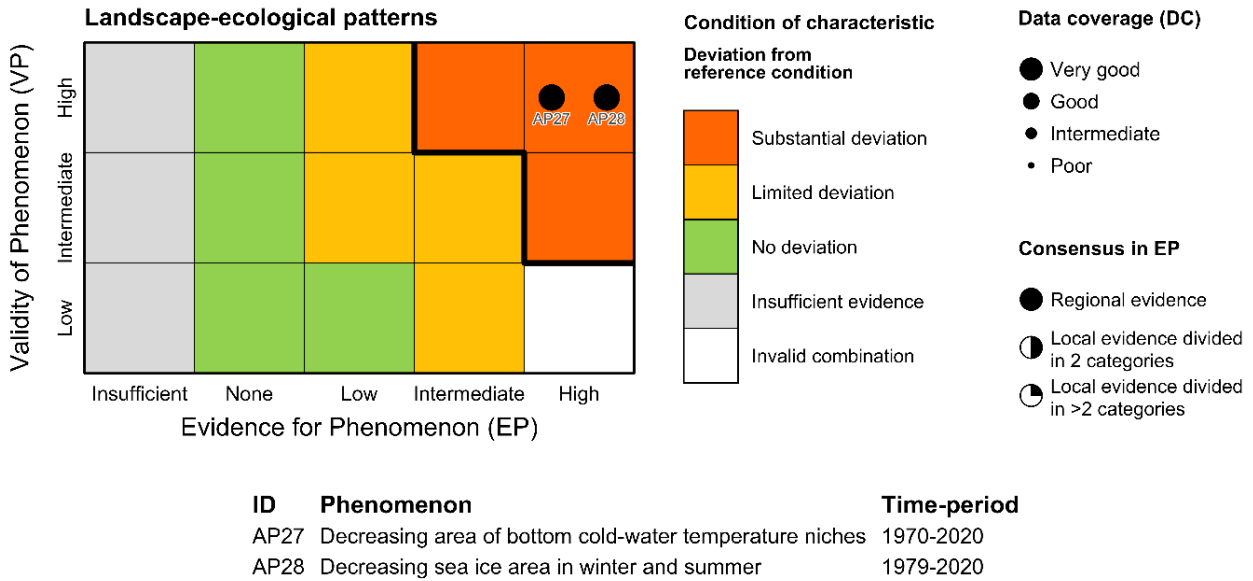 Landscape-ecological patterns
Validity of Phenomenon (VP)
High
Intermediate
Low
AP27
AP28
Insufficient
None
Low
Intermediate
High
Evidence for Phenomenon (EP)
Condition of characteristic
Deviation from
reference condition
Substantial deviation
Limited deviation
No deviation
Insufficient evidence
Invalid combination
Data coverage (DC)
Very good
Good
Intermediate
Poor
Consensus in EP
Regional evidence
Local evidence divided
in 2 categories
Local evidence divided
in >2 categories
ID Phenomenon Time-period
AP27 Decreasing area of bottom cold-water temperature niches 1970-2020
AP28 Decreasing sea ice area in winter and summer 1979-2020